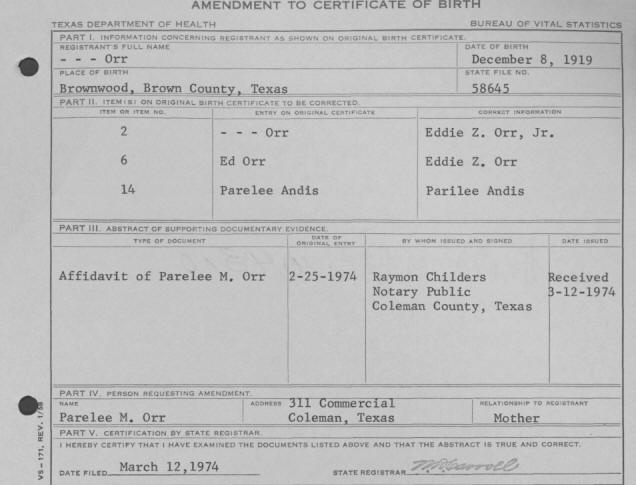 AMENDMENT TO CERTIFICATE OF BIRTH
TEXAS DEPARTMENT OF HEALTH BUREAU OF VITAL STATISTICS
PART I. INFORMATION CONCERNING REGISTRANT AS SHOWN ON ORIGINAL BIRTH CERTIFICATE.
REGISTRANT'S FULL NAME DATE OF BIRTH
- - - Orr December 8, 1919
PLACE OF BIRTH STATE FILE NO.
Brownwood, Brown County, Texas 58645
PART II. ITEM(S) ON ORIGINAL BIRTH CERTIFICATE TO BE CORRECTED.
ITEM OR ITEM NO. ENTRY ON ORIGINAL CERTIFICATE CORRECT INFORMATION
2 - - - Orr Eddie Z. Orr, Jr.
6 Ed Orr Eddie Z. Orr
14 Parelee Andis Parilee Andis
PART III. ABSTRACT OF SUPPORTING DOCUMENTARY EVIDENCE.
TYPE OF DOCUMENT DATE OF ORIGINAL ENTRY BY WHOM ISSUED AND SIGNED DATE ISSUED
Affidavit of Parelee M. Orr 2-25-1974 Raymon Childers Received
Notary Public 3-12-1974
Coleman County, Texas
PART IV. PERSON REQUESTING AMENDMENT.
NAME ADDRESS 311 Commercial RELATIONSHIP TO REGISTRANT
Parelee M. Orr Coleman, Texas Mother
PART V. CERTIFICATION BY STATE REGISTRAR.
I HEREBY CERTIFY THAT I HAVE EXAMINED THE DOCUMENTS LISTED ABOVE AND THAT THE ABSTRACT IS TRUE AND CORRECT.
DATE FILED March 12,1974 STATE REGISTRAR
VS-171, REV. 1/